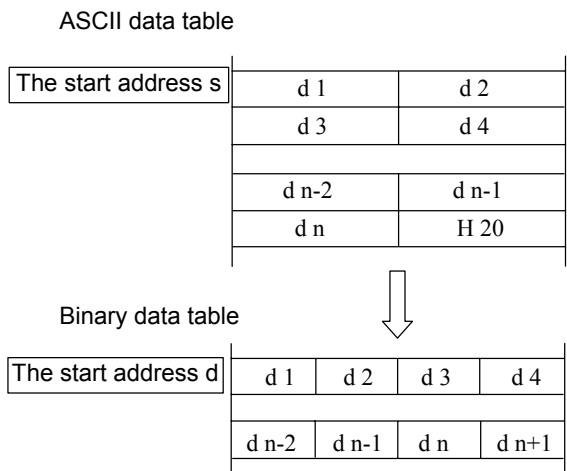 ASCII data table
The start address s d 1 d 2
d 3 d 4
d n-2 d n-1
d n H 20
Binary data table
The start address d d 1 d 2 d 3 d 4
d n-2 d n-1 d n d n+1